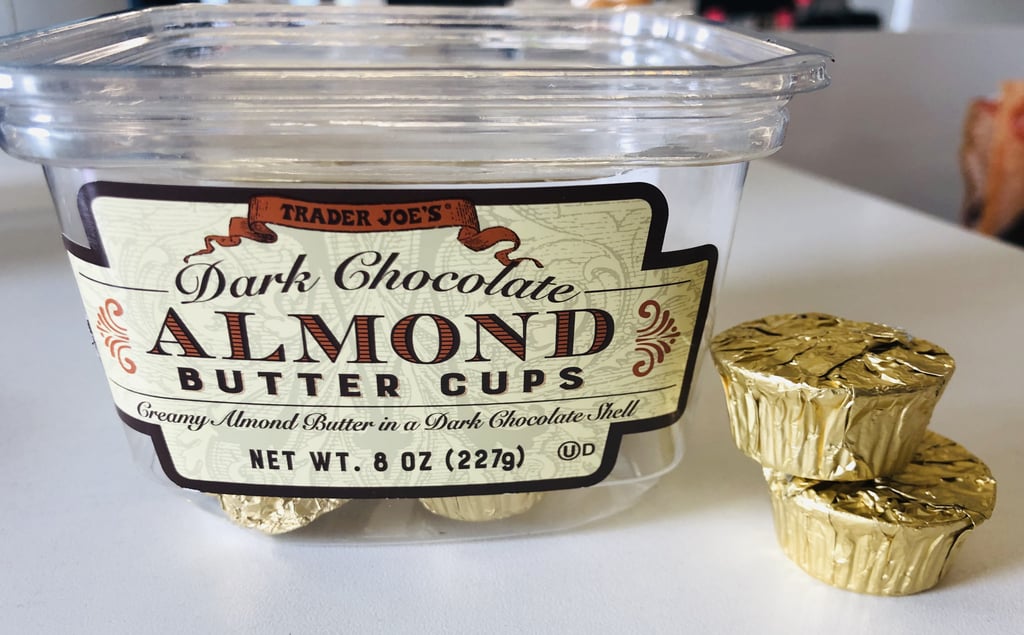 TRADER JOE'S®
Dark Chocolate
ALMOND
BUTTER CUPS
Creamy Almond Butter in a Dark Chocolate Shell
NET WT. 8 OZ (227g)
ⓊD